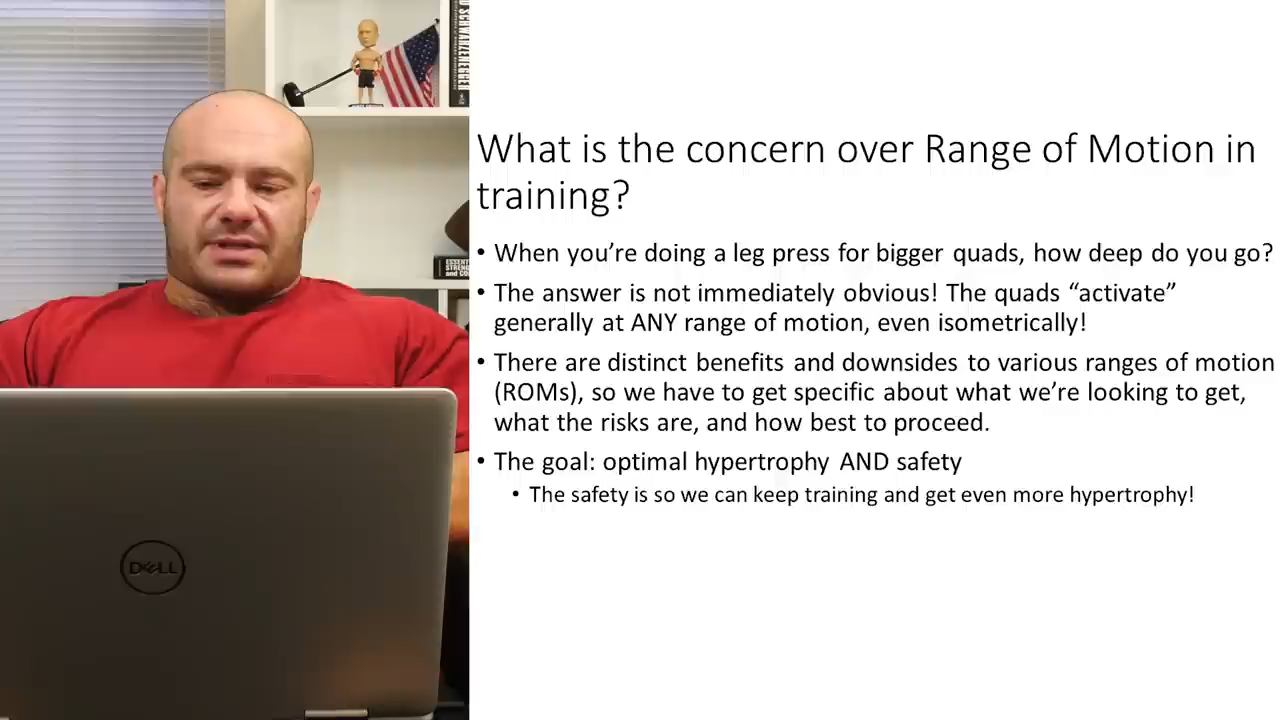 SCHWARZENEGGER
What is the concern over Range of Motion in
training?
• When you’re doing a leg press for bigger quads, how deep do you go?
• The answer is not immediately obvious! The quads “activate”
generally at ANY range of motion, even isometrically!
• There are distinct benefits and downsides to various ranges of motion
(ROMs), so we have to get specific about what we’re looking to get,
what the risks are, and how best to proceed.
• The goal: optimal hypertrophy AND safety
• The safety is so we can keep training and get even more hypertrophy!
DELL